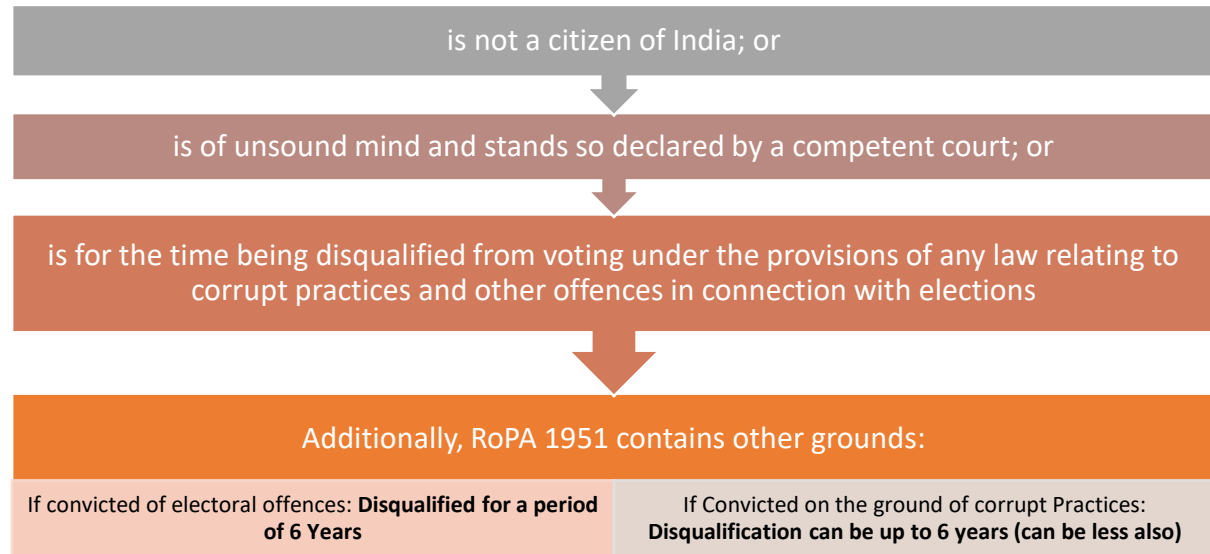 is not a citizen of India; or
is of unsound mind and stands so declared by a competent court; or
is for the time being disqualified from voting under the provisions of any law relating to
corrupt practices and other offences in connection with elections
Additionally, RoPA 1951 contains other grounds:
If convicted of electoral offences: Disqualified for a period
of 6 Years
If Convicted on the ground of corrupt Practices:
Disqualification can be up to 6 years (can be less also)